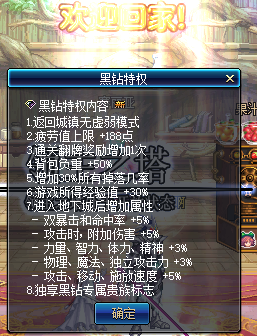 欢迎回家!
黑钻特权
黑钻特权内容
1.返回城镇无虚弱模式
2.疲劳值上限 +188点
3.通关翻牌奖励增加1次
4.背包负重 +50%
5.增加30%所有掉落几率
6.游戏所得经验值 +30%
7.进入地下城后增加属性
- 双暴击和命中率 +5%
- 攻击时,附加伤害 +5%
- 力量、智力、体力、精神 +3%
- 物理、魔法、独立攻击力 +3%
- 攻击、移动、施放速度 +5%
8.独享黑钻专属贵族标志
确定